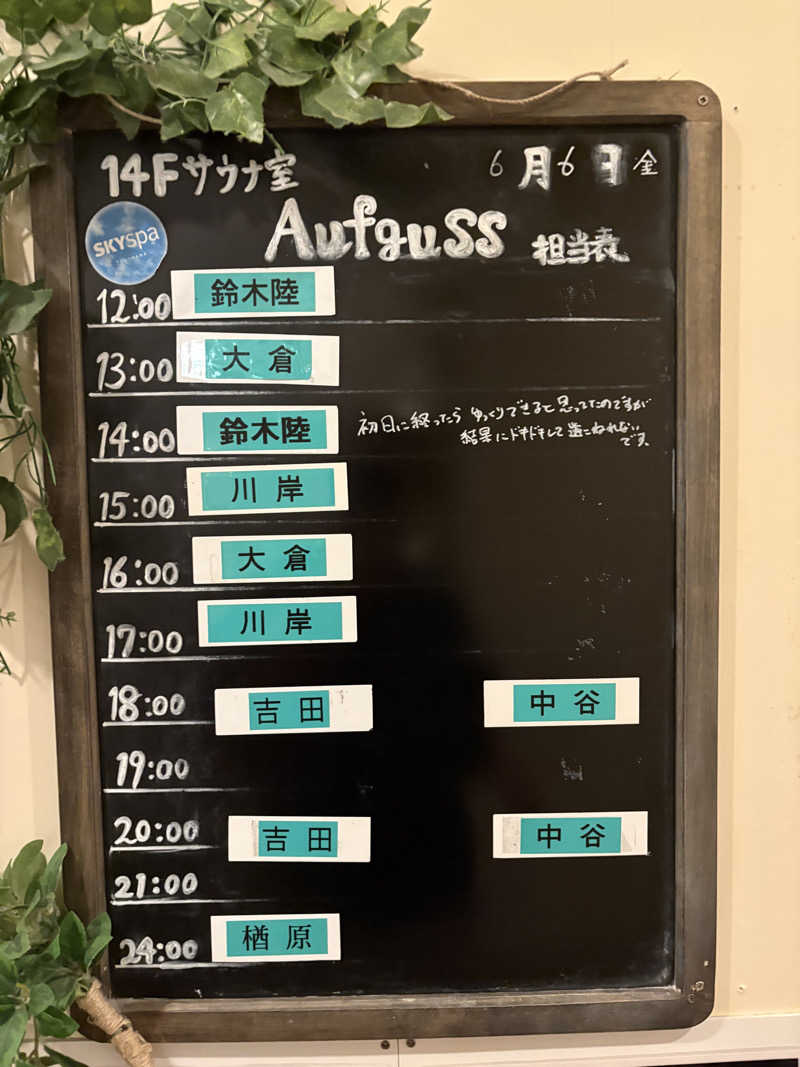 14Fサウナ室 6月6日 金
SKYspa
YOKOHAMA
Aufguss 担当表
12:00 鈴木陸
13:00 大倉
14:00 鈴木陸
初日に終ったら ゆっくりできると思ってたのですが
結果にドキドキして 落ねれない
です。
15:00 川岸
16:00 大倉
17:00 川岸
18:00 吉田 中谷
19:00
20:00 吉田 中谷
21:00
24:00 楢原